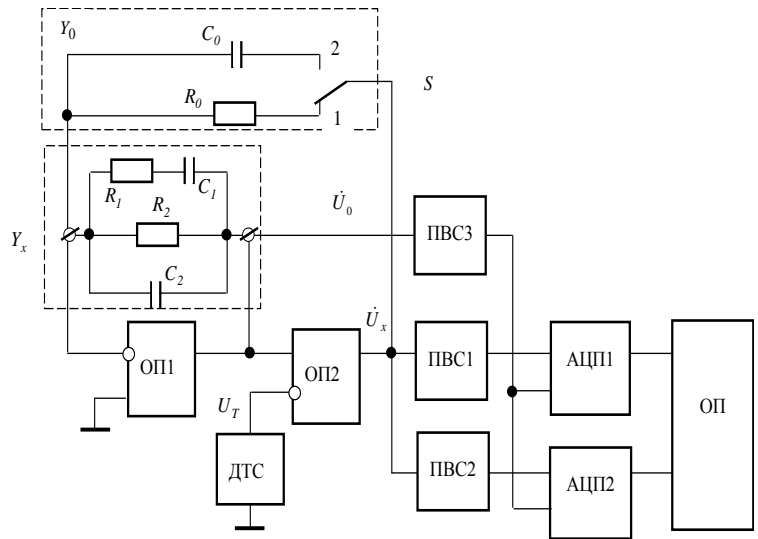 Y0
C0
2
S
R0
1
R1
C1
R2
U̇0
ПВС3
Yx
C2
U̇x
ОП1
ОП2
ПВС1
АЦП1
ОП
UT
ДТС
ПВС2
АЦП2